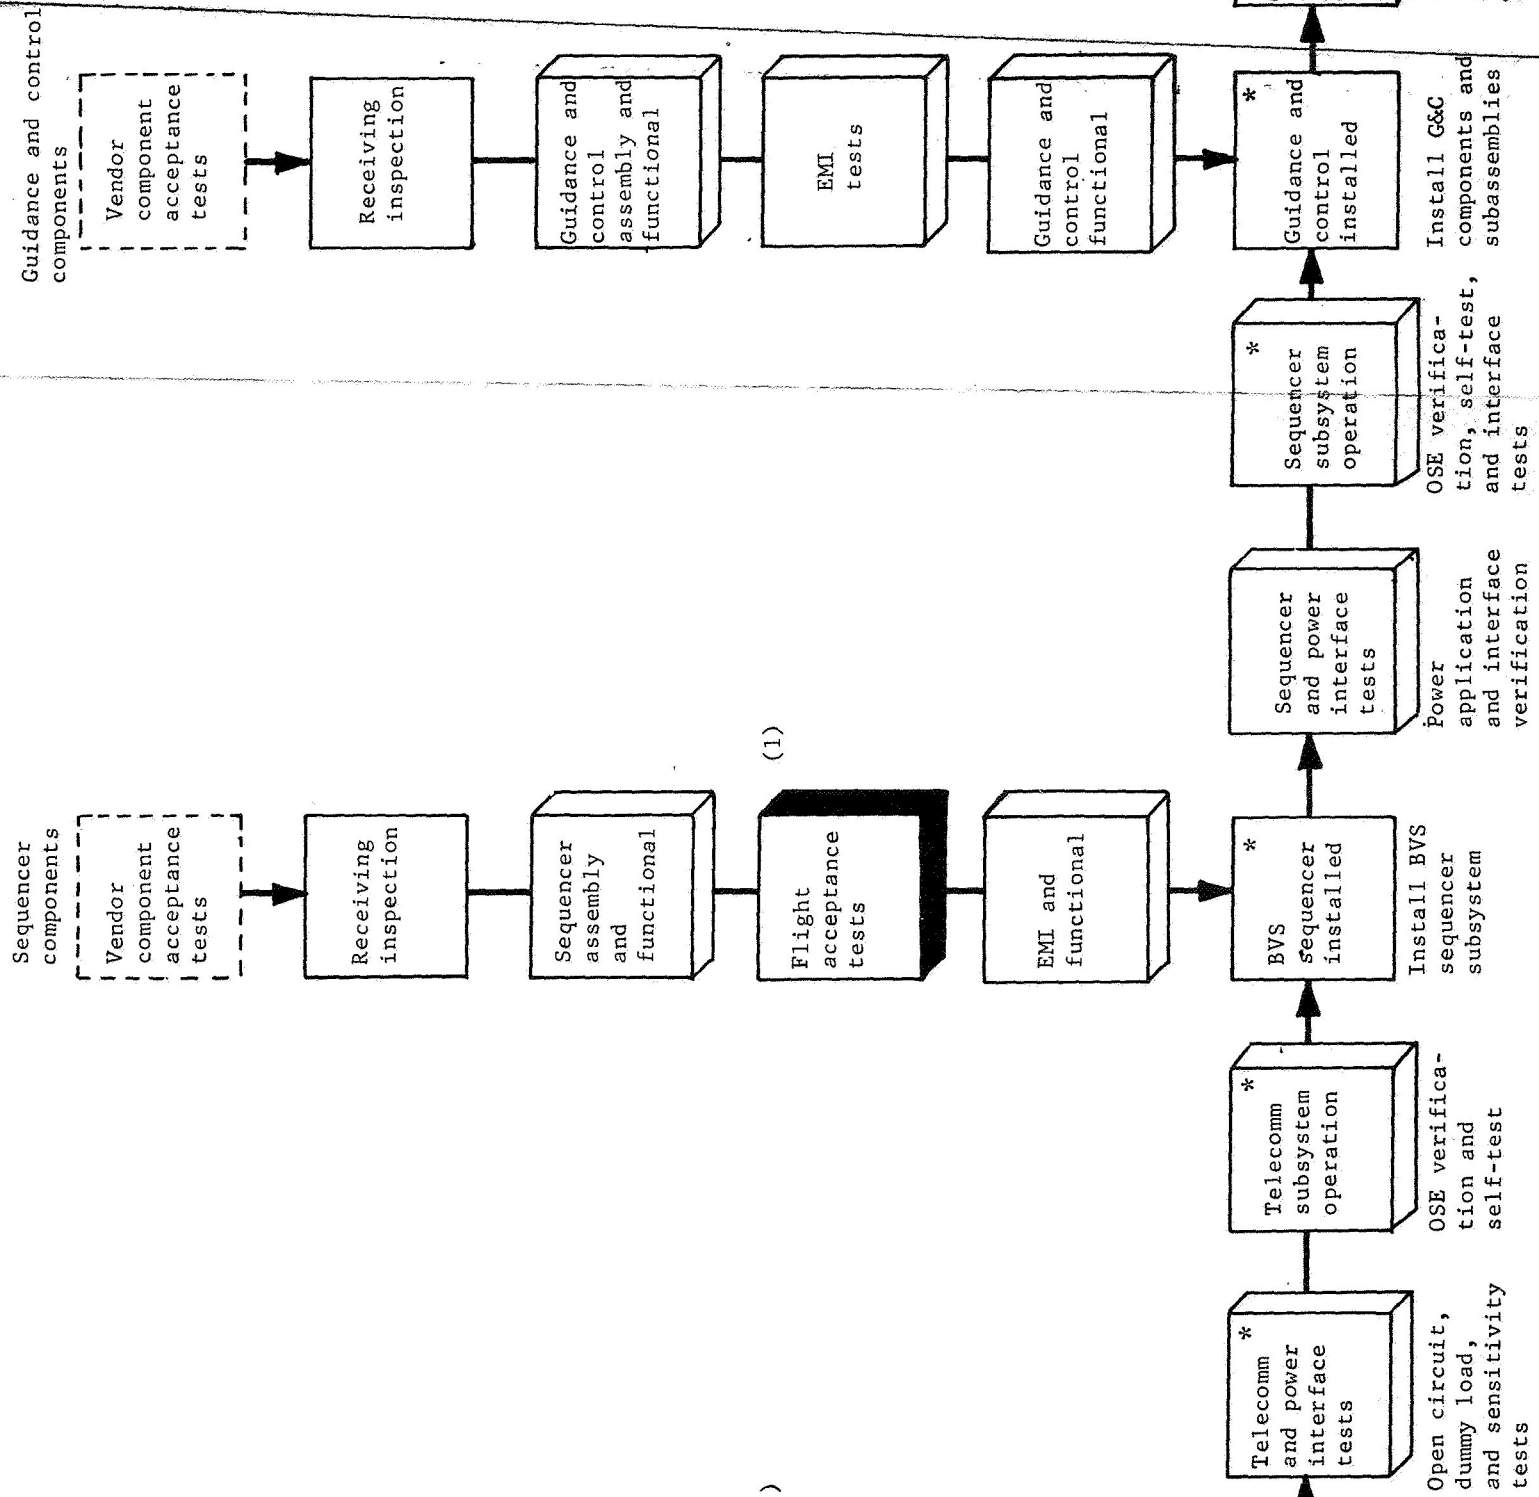 Sequencer
components
Vendor
component
acceptance
tests
Receiving
inspection
Sequencer
assembly
and
functional
Flight
acceptance
tests
(1)
EMI and
functional
Guidance and control
components
Vendor
component
acceptance
tests
Receiving
inspection
Guidance and
control
assembly and
functional
EMI
tests
Guidance and
control
functional
)
*
Telecomm
and power
interface
tests
Open circuit,
dummy load,
and sensitivity
tests
*
Telecomm
subsystem
operation
OSE verifica-
tion and
self-test
*
BVS
sequencer
installed
Install BVS
sequencer
subsystem
Sequencer
and power
interface
tests
Power
application
and interface
verification
*
Sequencer
subsystem
operation
OSE verifica-
tion, self-test,
and interface
tests
*
Guidance and
control
installed
Install G&C
components and
subassemblies